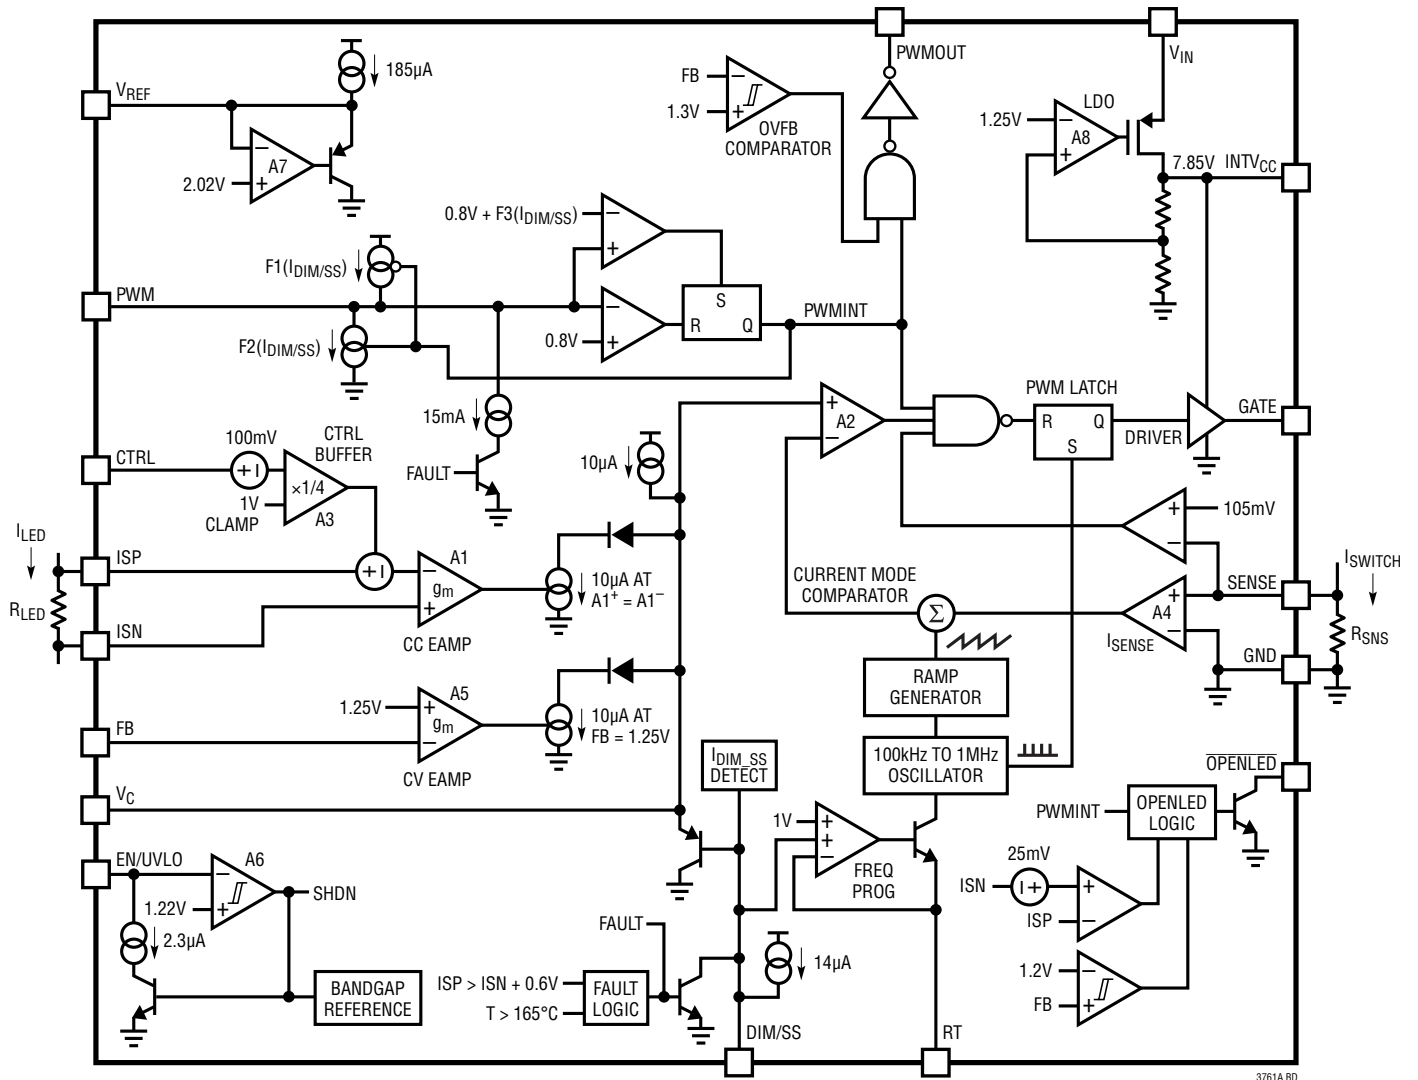 PWMOUT
VIN
VREF
185µA
FB
−
1.3V
+
OVFB
COMPARATOR
LDO
1.25V
−
A8
+
7.85V
INTVCC
−
A7
2.02V
+
0.8V + F3(IDIM/SS)
−
+
F1(IDIM/SS)
PWM
S
R
Q
PWMINT
−
0.8V
+
F2(IDIM/SS)
15mA
FAULT
PWM LATCH
+
A2
−
R
Q
S
DRIVER
GATE
CTRL
100mV
CTRL
BUFFER
+ I
×1/4
1V
CLAMP
A3
10µA
+
105mV
−
ILED
ISP
+ I
A1
−
gm
+
CC EAMP
10µA AT
A1+ = A1−
RLED
ISN
CURRENT MODE
COMPARATOR
Σ
ISENSE
+
A4
−
SENSE
ISWITCH
RSNS
GND
RAMP
GENERATOR
A5
1.25V
+
gm
−
CV EAMP
10µA AT
FB = 1.25V
FB
IDIM_SS
DETECT
100kHz TO 1MHz
OSCILLATOR
OPENLED
VC
PWMINT
OPENLED
LOGIC
1V
+
+
−
FREQ
PROG
EN/UVLO
A6
−
1.22V
+
SHDN
2.3µA
25mV
ISN
I +
+
ISP
−
FAULT
14µA
1.2V
−
FB
+
BANDGAP
REFERENCE
ISP > ISN + 0.6V
T > 165°C
FAULT
LOGIC
DIM/SS
RT
3761A BD